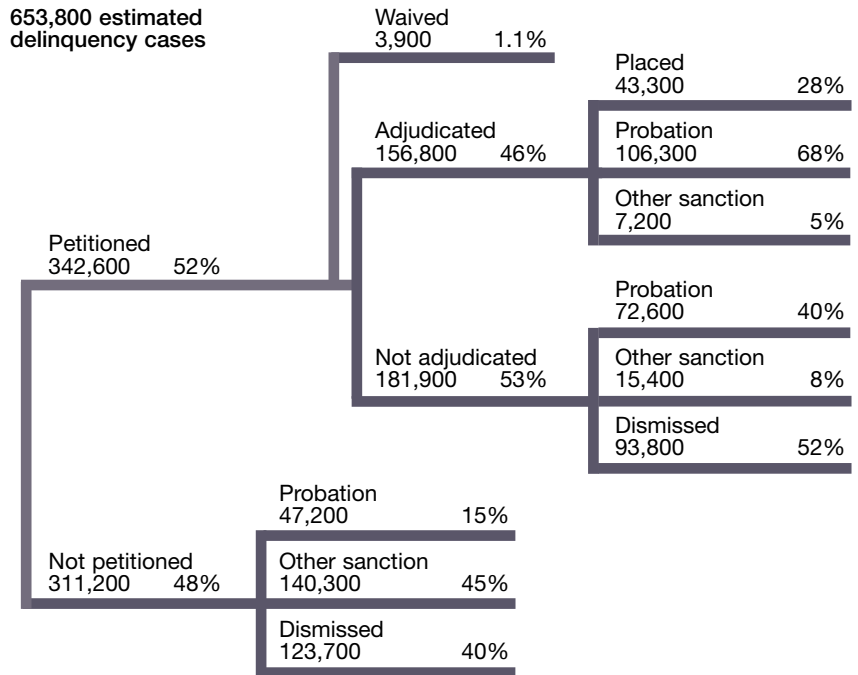 653,800 estimated
delinquency cases
Waived
3,900 1.1%
Placed
43,300 28%
Adjudicated
156,800 46%
Probation
106,300 68%
Other sanction
7,200 5%
Petitioned
342,600 52%
Probation
72,600 40%
Not adjudicated
181,900 53%
Other sanction
15,400 8%
Dismissed
93,800 52%
Probation
47,200 15%
Not petitioned
311,200 48%
Other sanction
140,300 45%
Dismissed
123,700 40%